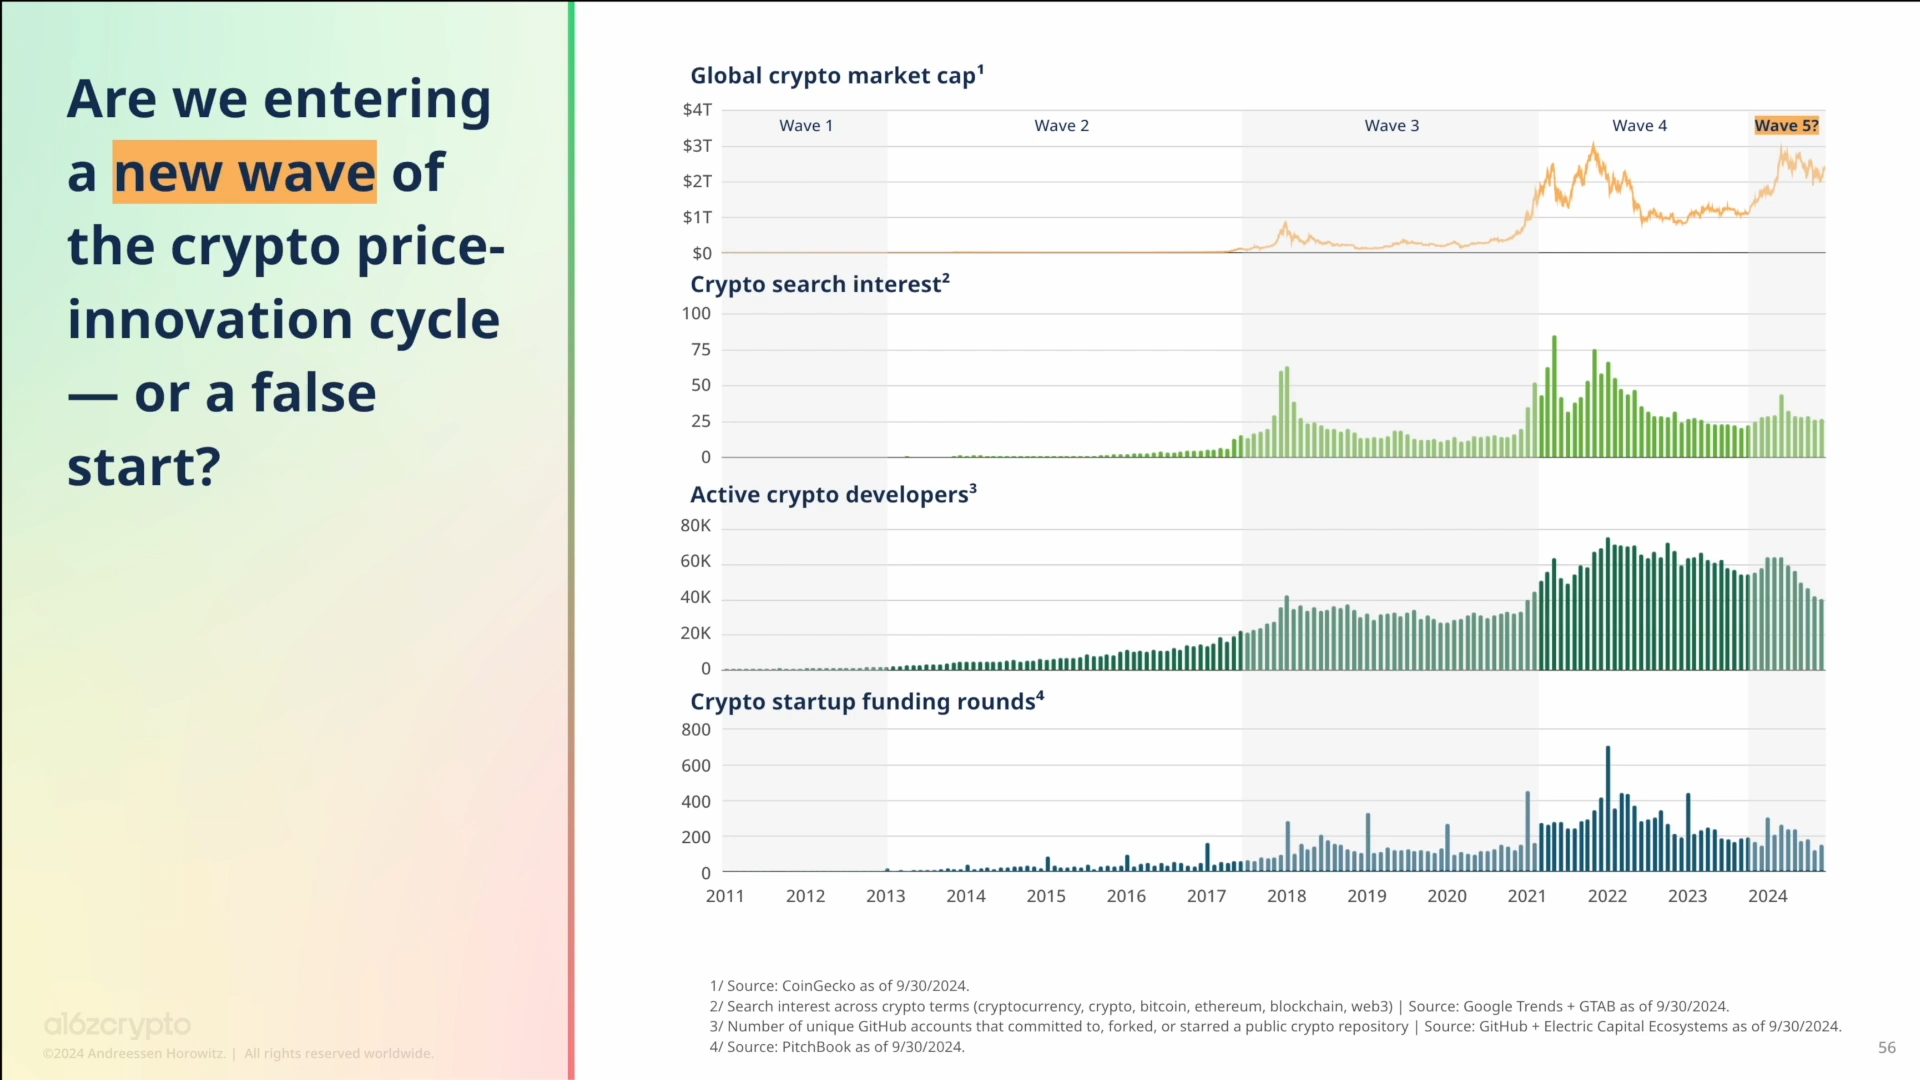 Are we entering
a new wave of
the crypto price-
innovation cycle
— or a false
start?
a16zcrypto
©2024 Andreessen Horowitz. | All rights reserved worldwide.
Global crypto market cap¹
$4T
$3T
$2T
$1T
$0
Wave 1 Wave 2 Wave 3 Wave 4 Wave 5?
Crypto search interest²
100
75
50
25
0
Active crypto developers³
80K
60K
40K
20K
0
Crypto startup funding rounds⁴
800
600
400
200
0
2011 2012 2013 2014 2015 2016 2017 2018 2019 2020 2021 2022 2023 2024
1/ Source: CoinGecko as of 9/30/2024.
2/ Search interest across crypto terms (cryptocurrency, crypto, bitcoin, ethereum, blockchain, web3) | Source: Google Trends + GTAB as of 9/30/2024.
3/ Number of unique GitHub accounts that committed to, forked, or starred a public crypto repository | Source: GitHub + Electric Capital Ecosystems as of 9/30/2024.
4/ Source: PitchBook as of 9/30/2024.
56